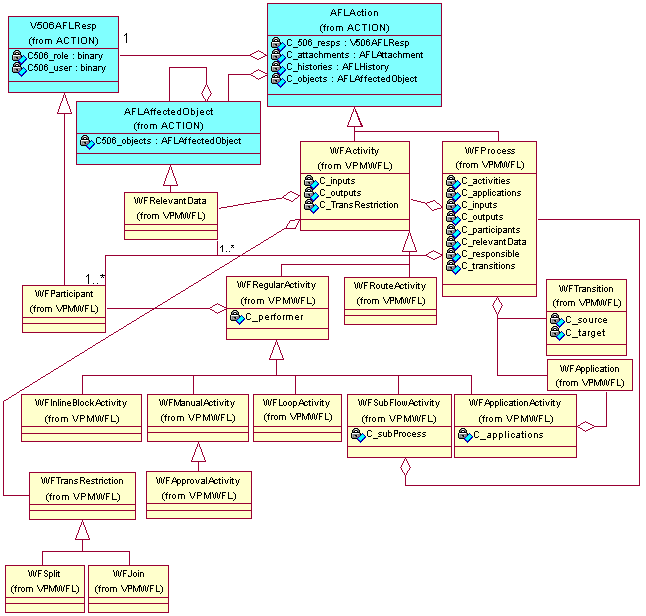 V506AFLResp
(from ACTION)
C506_role : binary
C506_user : binary
1
AFLAction
(from ACTION)
C_506_resps : V506AFLResp
C_attachments : AFLAttachment
C_histories : AFLHistory
C_objects : AFLAffectedObject
AFLAffectedObject
(from ACTION)
C506_objects : AFLAffectedObject
WFActivity
(from VPMWFL)
C_inputs
C_outputs
C_TransRestriction
WFProcess
(from VPMWFL)
C_activities
C_applications
C_inputs
C_outputs
C_participants
C_relevantData
C_responsible
C_transitions
WFRelevantData
(from VPMWFL)
1..*
1..*
WFParticipant
(from VPMWFL)
WFRegularActivity
(from VPMWFL)
C_performer
WFRouteActivity
(from VPMWFL)
WFTransition
(from VPMWFL)
C_source
C_target
WFApplication
(from VPMWFL)
WFInlineBlockActivity
(from VPMWFL)
WFManualActivity
(from VPMWFL)
WFLoopActivity
(from VPMWFL)
WFSubFlowActivity
(from VPMWFL)
C_subProcess
WFApplicationActivity
(from VPMWFL)
C_applications
WFTransRestriction
(from VPMWFL)
WFApprovalActivity
(from VPMWFL)
WFSplit
(from VPMWFL)
WFJoin
(from VPMWFL)